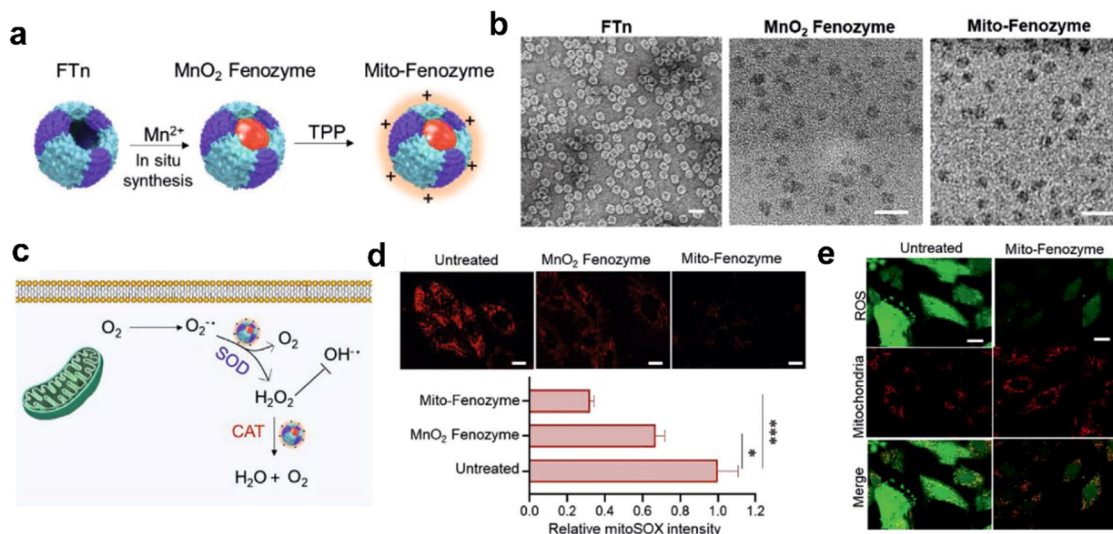 a
FTn
MnO₂ Fenozyme
Mito-Fenozyme
Mn²⁺
In situ
synthesis
TPP
+
+
+
+
+
+
b
FTn
MnO₂ Fenozyme
Mito-Fenozyme
c
O₂
O₂⁻·
O₂
SOD
OH⁻·
H₂O₂
CAT
H₂O + O₂
d
Untreated
MnO₂ Fenozyme
Mito-Fenozyme
Mito-Fenozyme
MnO₂ Fenozyme
Untreated
*
***
0.0 0.2 0.4 0.6 0.8 1.0 1.2
Relative mitoSOX intensity
e
Untreated
Mito-Fenozyme
ROS
Mitochondria
Merge